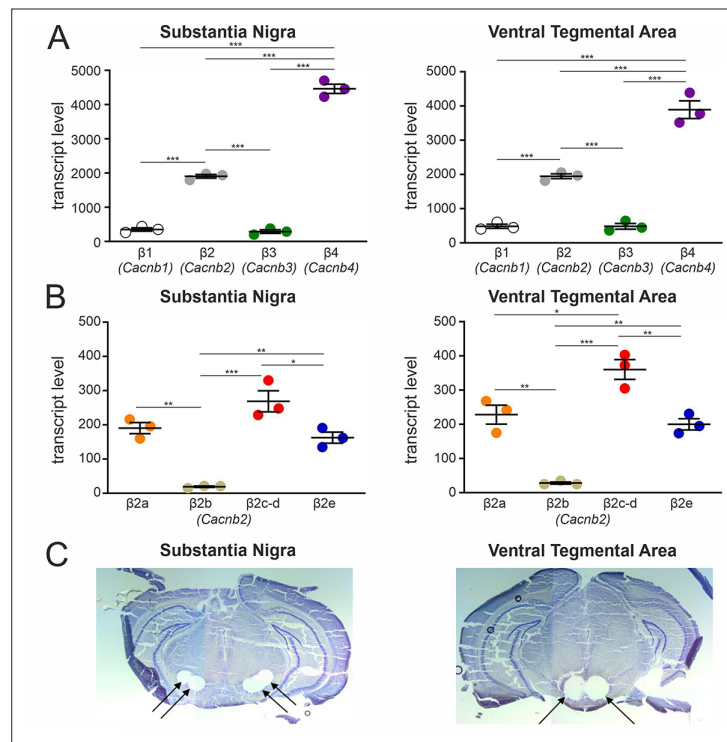 A
Substantia Nigra
***
***
***
5000
4000
3000
2000
1000
0
transcript level
***
***
β1
β2
β3
β4
(Cacnb1)
(Cacnb2)
(Cacnb3)
(Cacnb4)
Ventral Tegmental Area
***
***
***
5000
4000
3000
2000
1000
0
transcript level
***
***
β1
β2
β3
β4
(Cacnb1)
(Cacnb2)
(Cacnb3)
(Cacnb4)
B
Substantia Nigra
500
400
300
200
100
0
transcript level
**
***
*
**
β2a
β2b
β2c-d
β2e
(Cacnb2)
Ventral Tegmental Area
500
400
300
200
100
0
transcript level
*
**
***
**
**
β2a
β2b
β2c-d
β2e
(Cacnb2)
C
Substantia Nigra
Ventral Tegmental Area